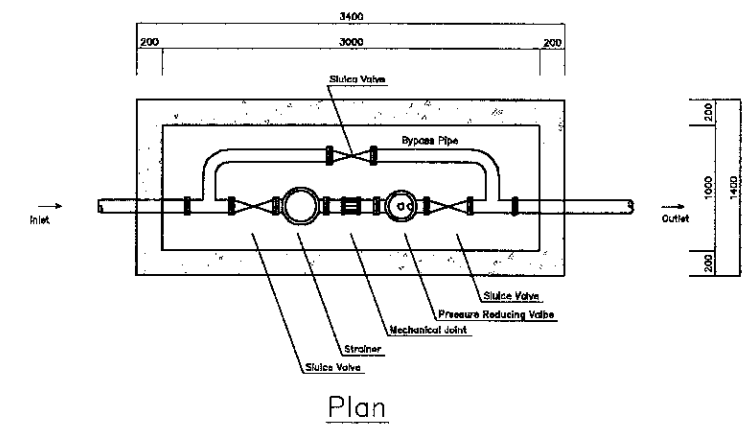 3400
200 3000 200
Sluice Valve
Bypass Pipe
200
1000
1400
200
Inlet
Outlet
Sluice Valve
Pressure Reducing Valbe
Mechanical Joint
Strainer
Sluice Valve
Plan